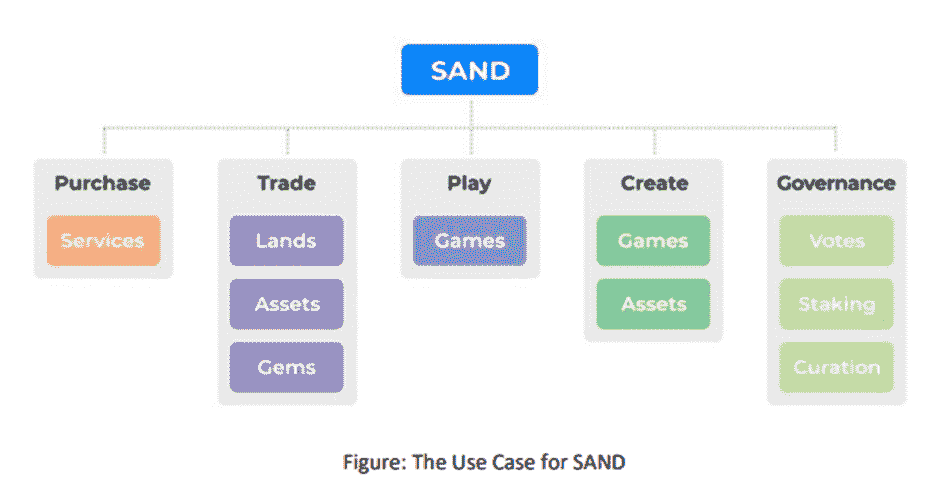 SAND
Purchase
Services
Trade
Lands
Assets
Gems
Play
Games
Create
Games
Assets
Governance
Votes
Staking
Curation
Figure: The Use Case for SAND